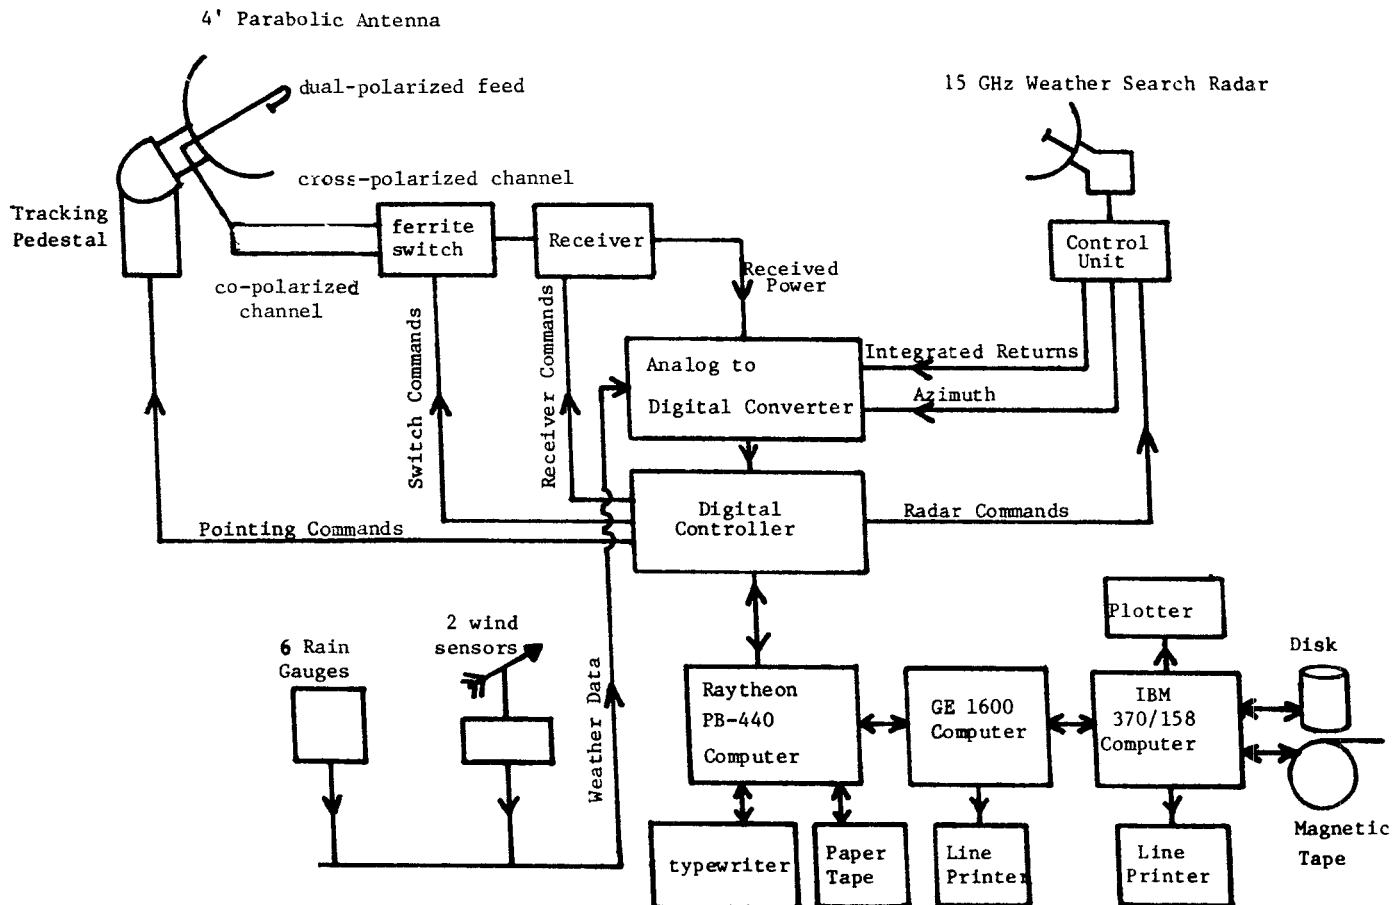 4' Parabolic Antenna
dual-polarized feed
15 GHz Weather Search Radar
cross-polarized channel
Tracking
Pedestal
ferrite
switch
Receiver
Control
Unit
co-polarized
channel
Received
Power
Switch Commands
Receiver Commands
Analog to
Digital Converter
Integrated Returns
Azimuth
Digital
Controller
Radar Commands
Pointing Commands
6 Rain
Gauges
2 wind
sensors
Weather Data
Raytheon
PB-440
Computer
GE 1600
Computer
Plotter
IBM
370/158
Computer
Disk
Magnetic
Tape
typewriter
Paper
Tape
Line
Printer
Line
Printer